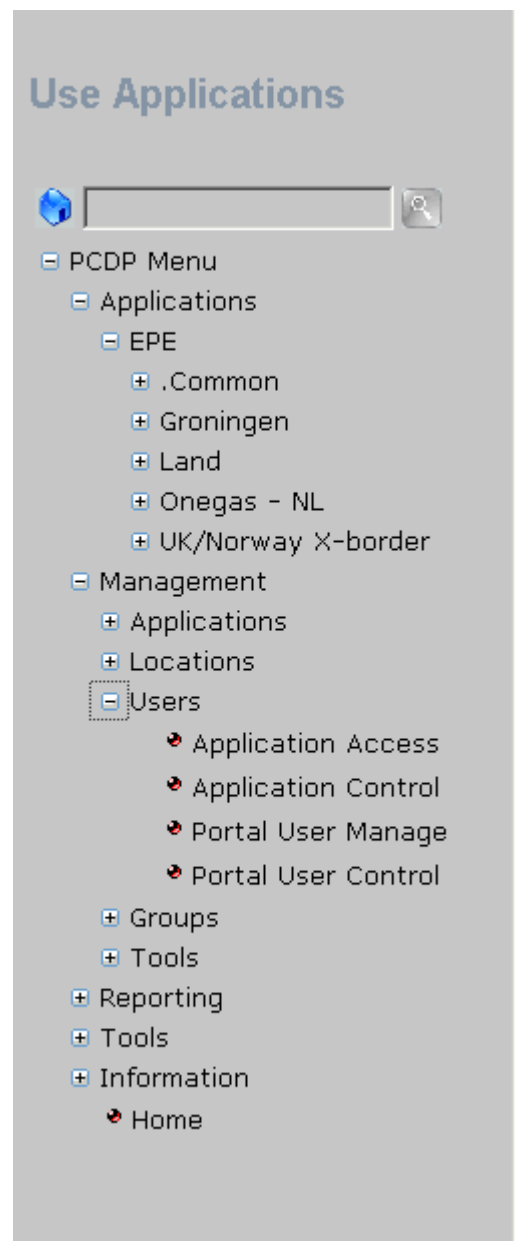 Use Applications
PCDP Menu
Applications
EPE
.Common
Groningen
Land
Onegas - NL
UK/Norway X-border
Management
Applications
Locations
Users
Application Access
Application Control
Portal User Manage
Portal User Control
Groups
Tools
Reporting
Tools
Information
Home